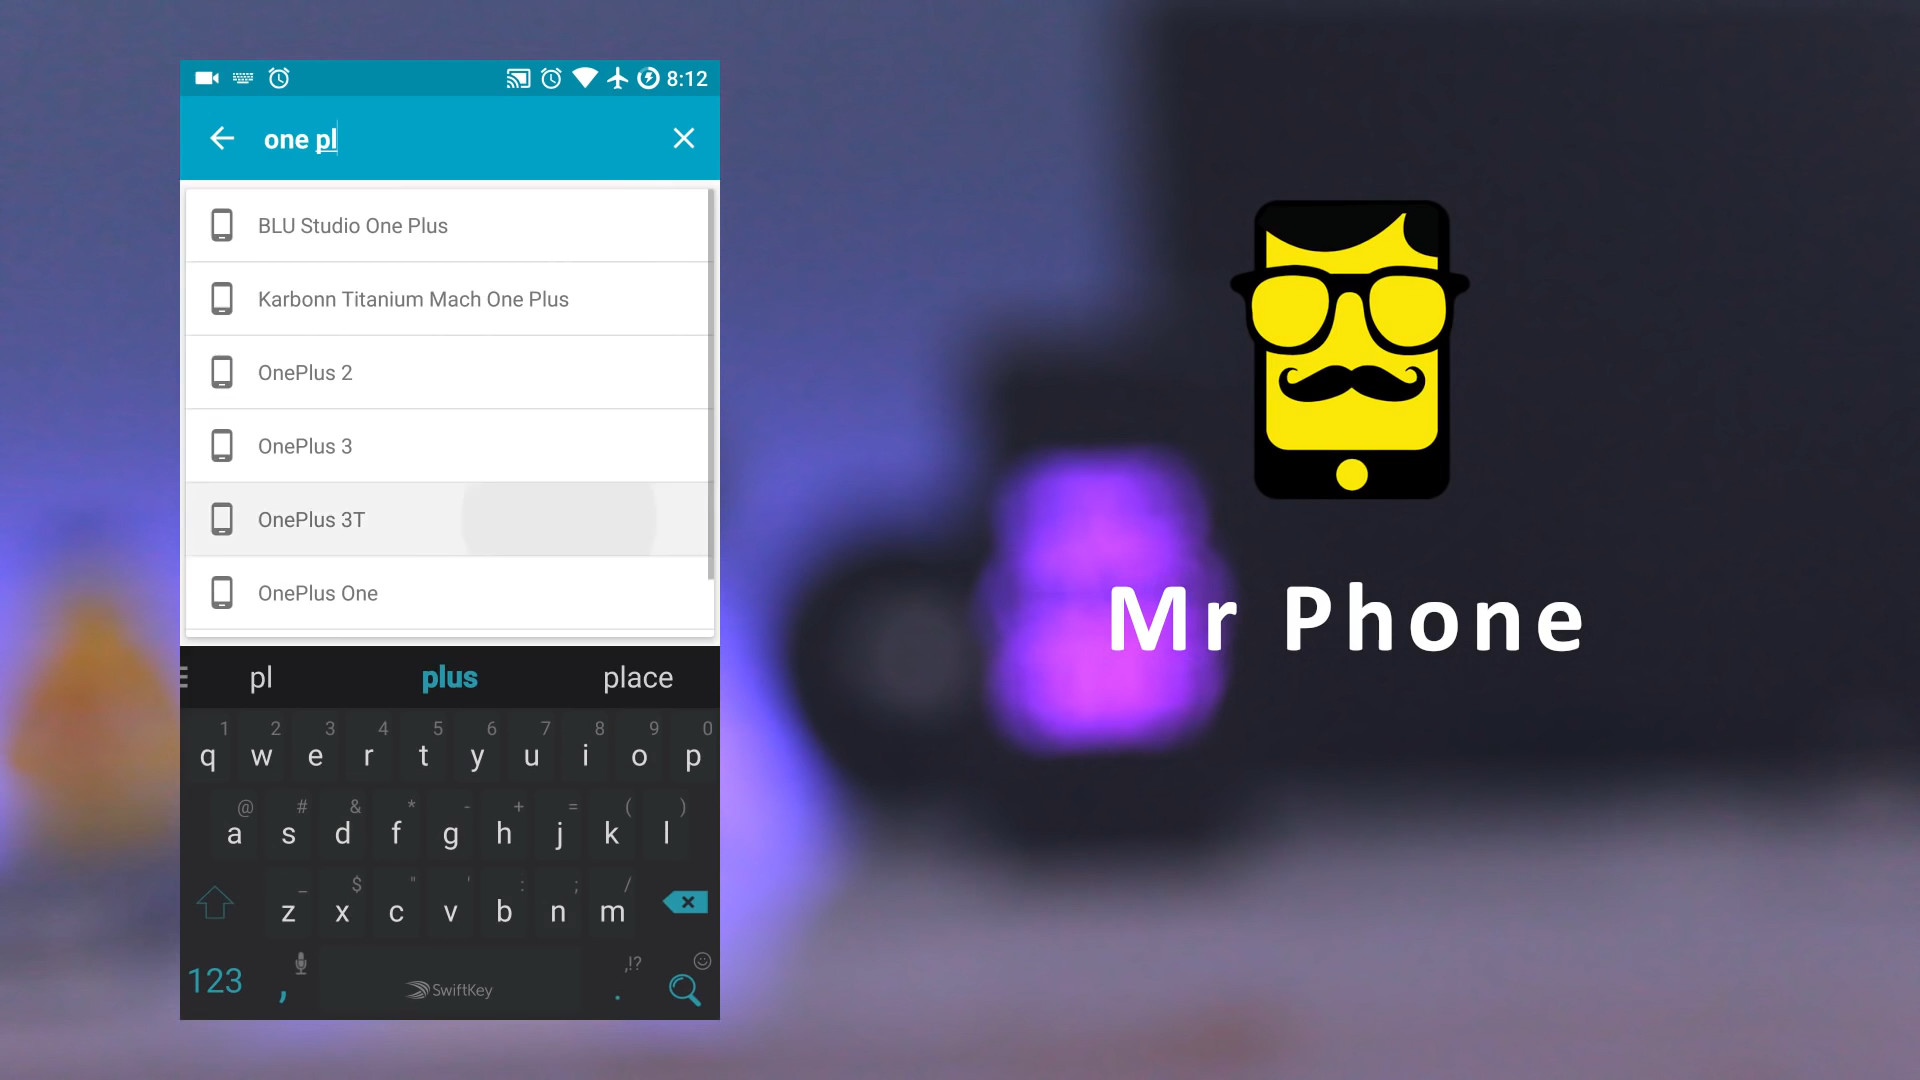 8:12
one pl
BLU Studio One Plus
Karbonn Titanium Mach One Plus
OnePlus 2
OnePlus 3
OnePlus 3T
OnePlus One
pl plus place
1 2 3 4 5 6 7 8 9 0
q w e r t y u i o p
@ # & * - + = ( )
a s d f g h j k l
_ $ " ' : ; /
z x c v b n m
,!?
123 , SwiftKey .
Mr Phone